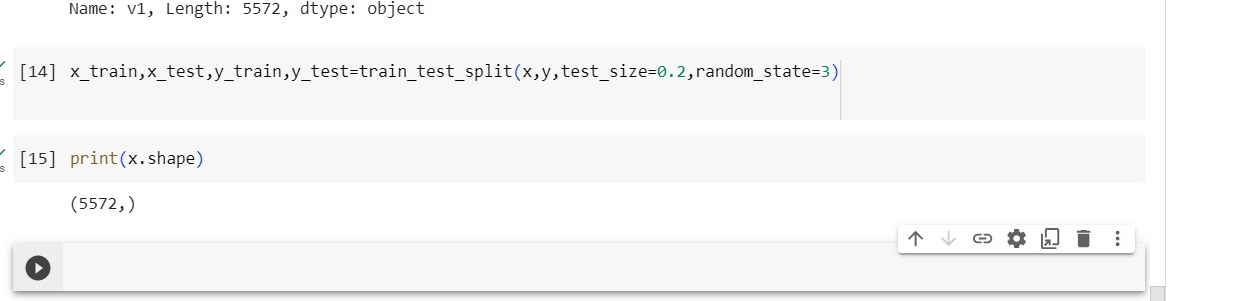 Name: v1, Length: 5572, dtype: object
[14] x_train,x_test,y_train,y_test=train_test_split(x,y,test_size=0.2,random_state=3)
s
[15] print(x.shape)
s
(5572,)